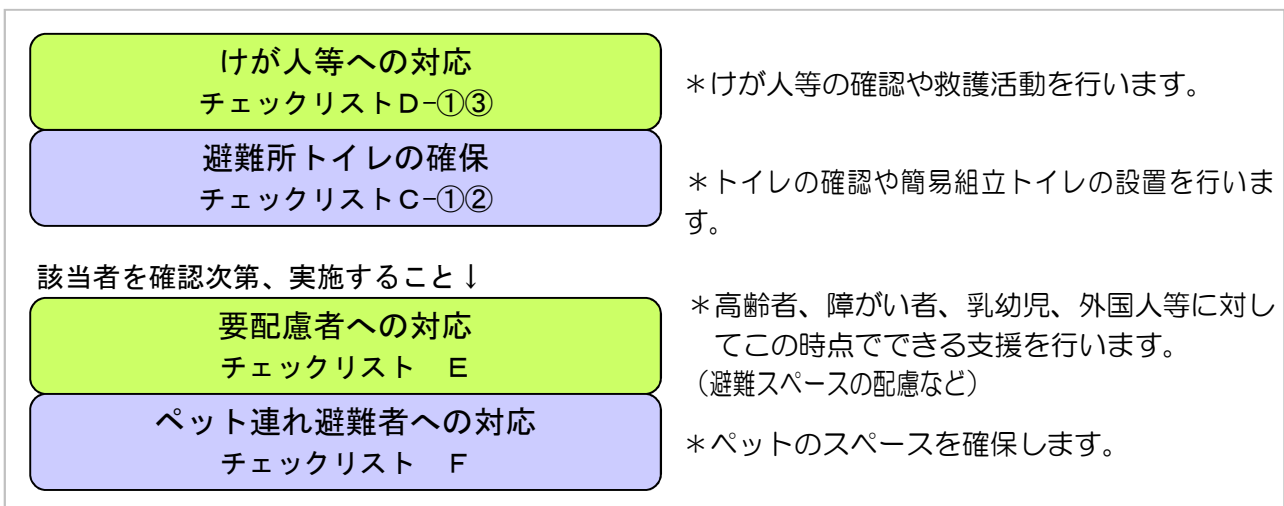 けが人等への対応
チェックリストD-①③
＊けが人等の確認や救護活動を行います。
避難所トイレの確保
チェックリストC-①②
＊トイレの確認や簡易組立トイレの設置を行いま
す。
該当者を確認次第、実施すること↓
要配慮者への対応
チェックリスト　E
＊高齢者、障がい者、乳幼児、外国人等に対し
てこの時点でできる支援を行います。
（避難スペースの配慮など）
ペット連れ避難者への対応
チェックリスト　F
＊ペットのスペースを確保します。